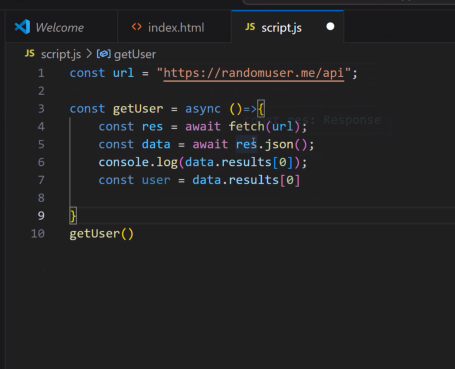 Welcome
<> index.html
JS script.js
JS script.js > getUser
1 const url = "https://randomuser.me/api";
2
3 const getUser = async ()=>{
4 const res = await fetch(url);
5 const data = await res.json();
6 console.log(data.results[0]);
7 const user = data.results[0]
8
9 }
10 getUser()